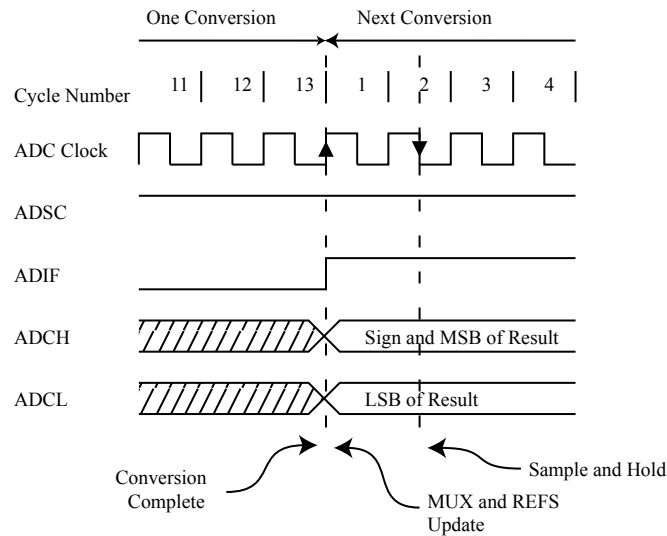 One Conversion Next Conversion
Cycle Number 11 12 13 1 2 3 4
ADC Clock
ADSC
ADIF
ADCH Sign and MSB of Result
ADCL LSB of Result
Conversion
Complete
MUX and REFS
Update
Sample and Hold